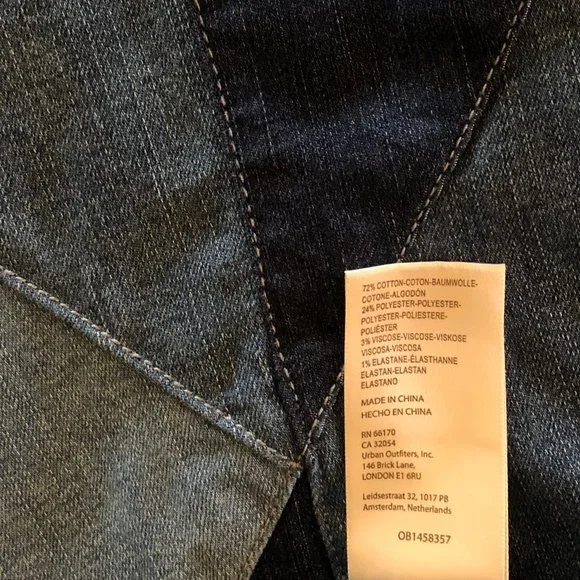 72% COTTON-COTON-BAUMWOLLE-
COTONE-ALGODÓN
24% POLYESTER-POLYESTER-
POLYESTER-POLIESTERE-
POLIÉSTER
3% VISCOSE-VISCOSE-VISKOSE
VISCOSA-VISCOSA
1% ELASTANE-ÉLASTHANNE
ELASTAN-ELASTAN
ELASTANO
MADE IN CHINA
HECHO EN CHINA
RN 66170
CA 32054
Urban Outfiters, Inc.
146 Brick Lane,
LONDON E1 6RU
Leidsestraat 32, 1017 PB
Amsterdam, Netherlands
OB1458357